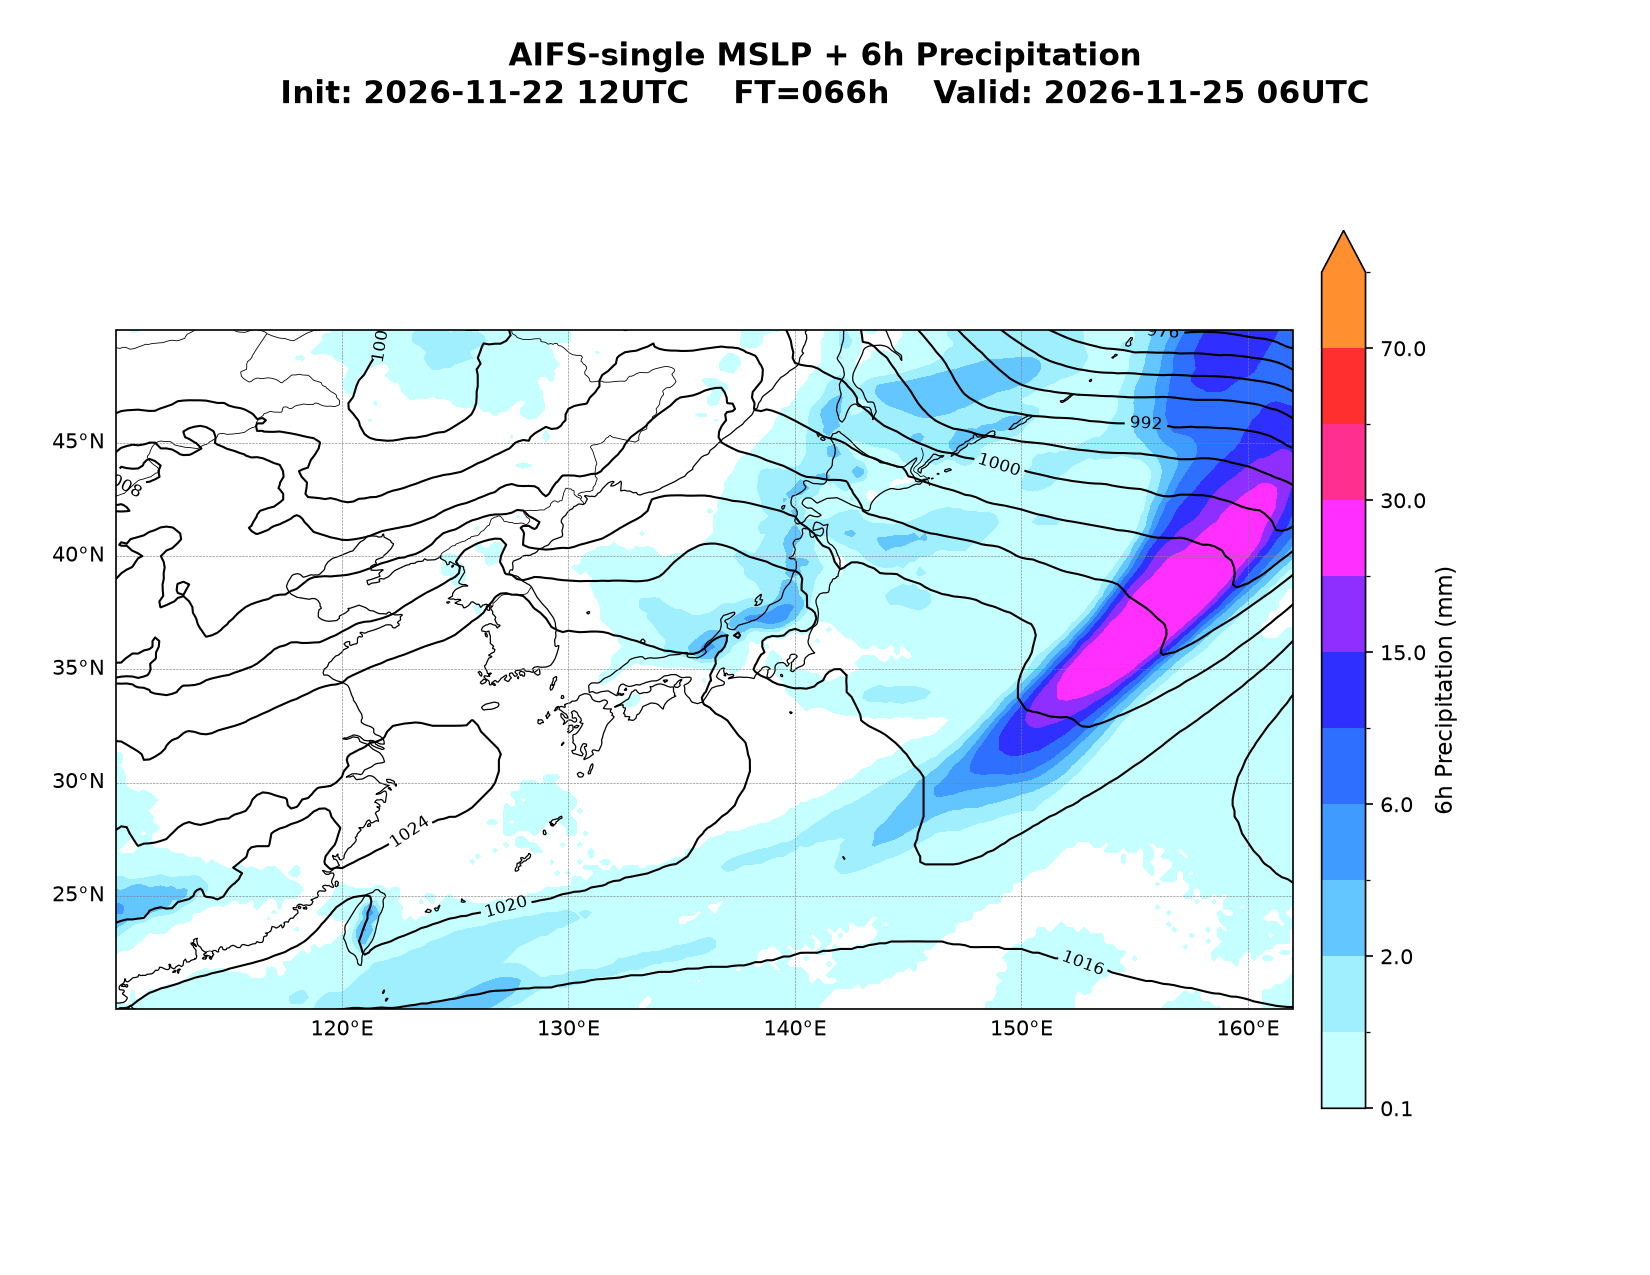 AIFS-single MSLP + 6h Precipitation
Init: 2026-11-22 12UTC    FT=066h    Valid: 2026-11-25 06UTC
976
992
1000
1024
1020
1016
45°N
40°N
35°N
30°N
25°N
120°E
130°E
140°E
150°E
160°E
70.0
30.0
15.0
6.0
2.0
0.1
6h Precipitation (mm)